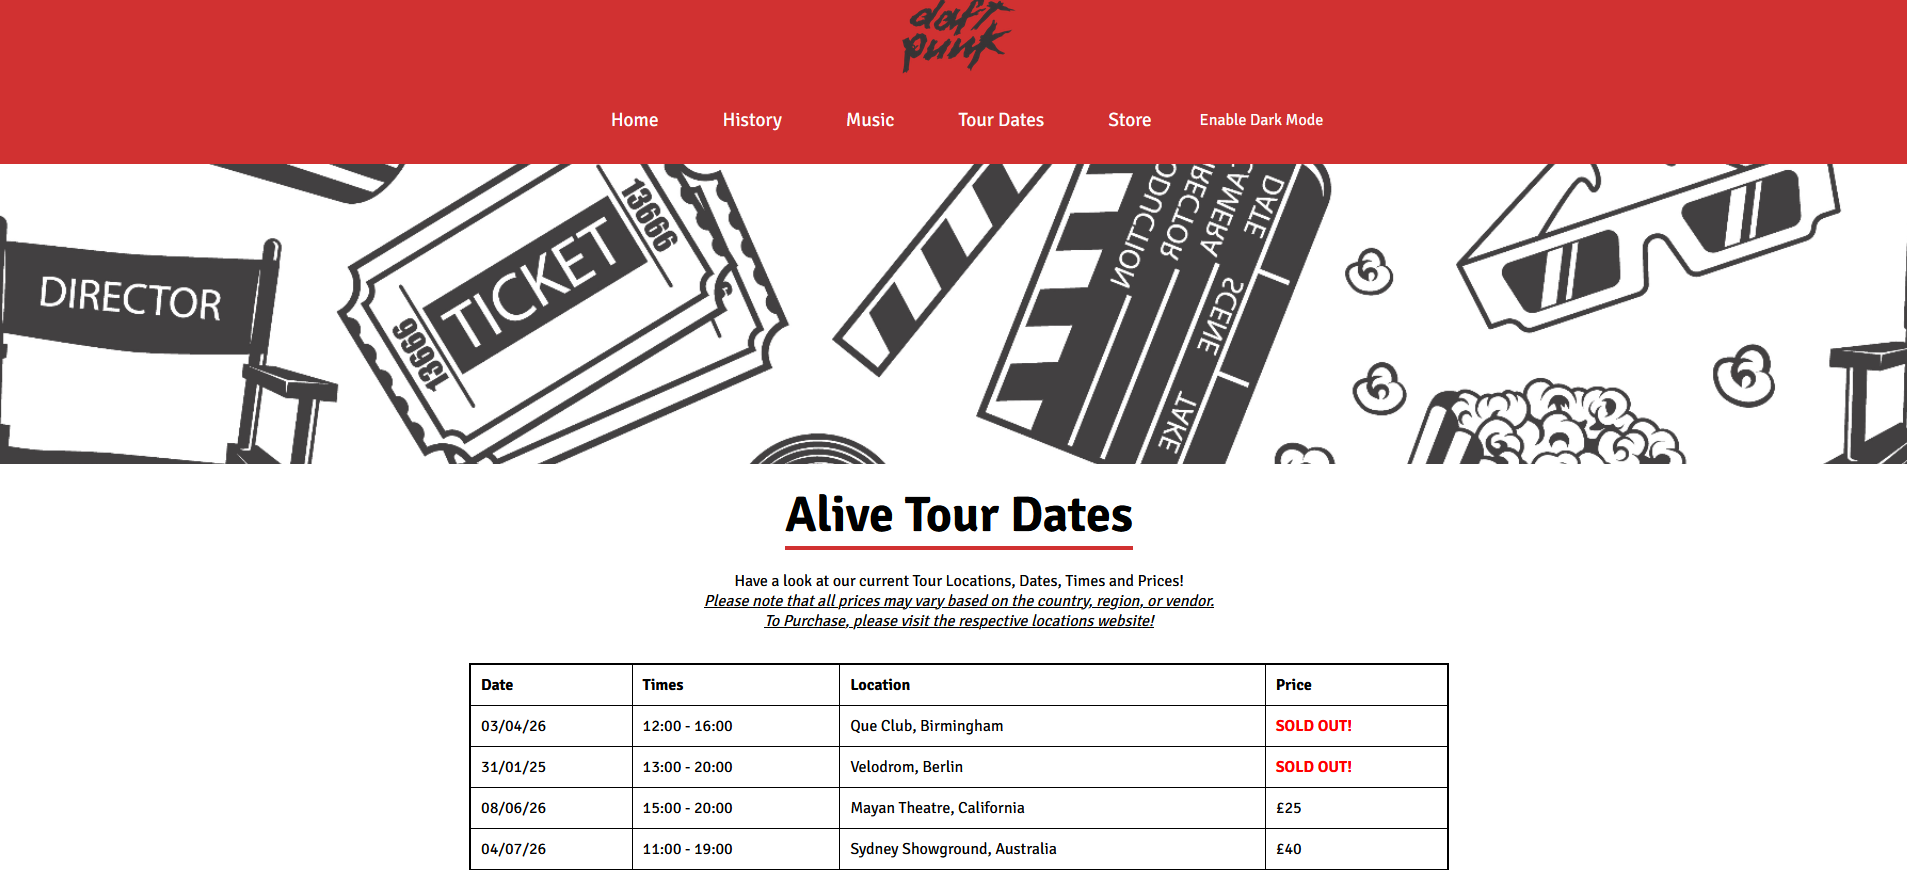 daft
punk
Home History Music Tour Dates Store Enable Dark Mode
DIRECTOR
TICKET
13666
13666
PRODUCTION
DIRECTOR
CAMERA
DATE
SCENE
TAKE
Alive Tour Dates
Have a look at our current Tour Locations, Dates, Times and Prices!
Please note that all prices may vary based on the country, region, or vendor.
To Purchase, please visit the respective locations website!
Date Times Location Price
03/04/26 12:00 - 16:00 Que Club, Birmingham SOLD OUT!
31/01/25 13:00 - 20:00 Velodrom, Berlin SOLD OUT!
08/06/26 15:00 - 20:00 Mayan Theatre, California £25
04/07/26 11:00 - 19:00 Sydney Showground, Australia £40